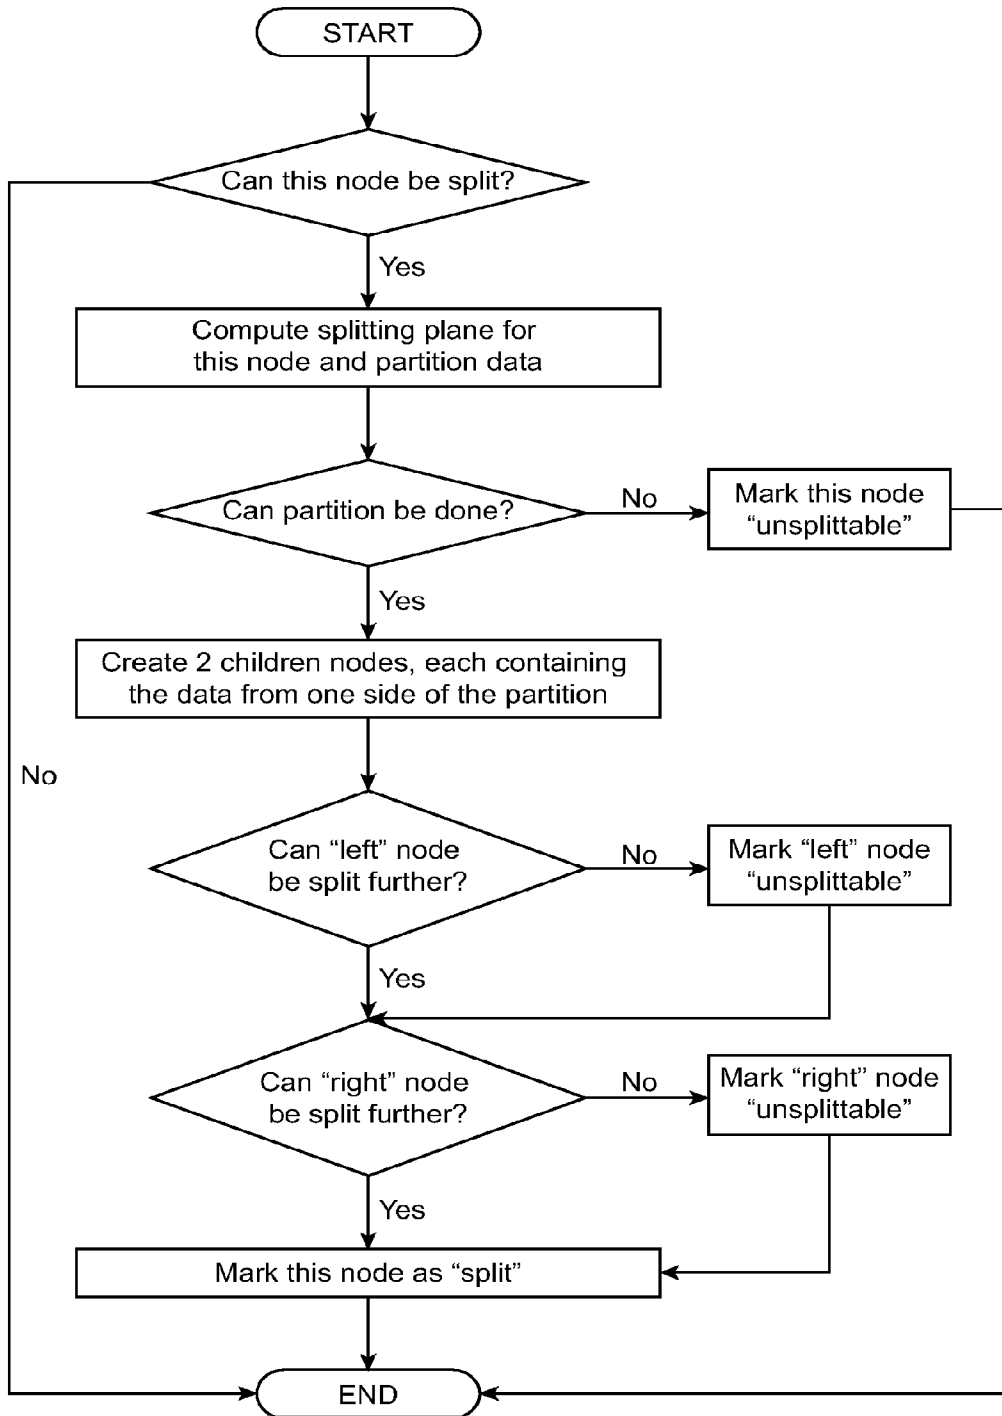 START
Can this node be split?
Yes
Compute splitting plane for
this node and partition data
Can partition be done?
No
Mark this node
“unsplittable”
Yes
Create 2 children nodes, each containing
the data from one side of the partition
No
Can “left” node
be split further?
No
Mark “left” node
“unsplittable”
Yes
Can “right” node
be split further?
No
Mark “right” node
“unsplittable”
Yes
Mark this node as “split”
END